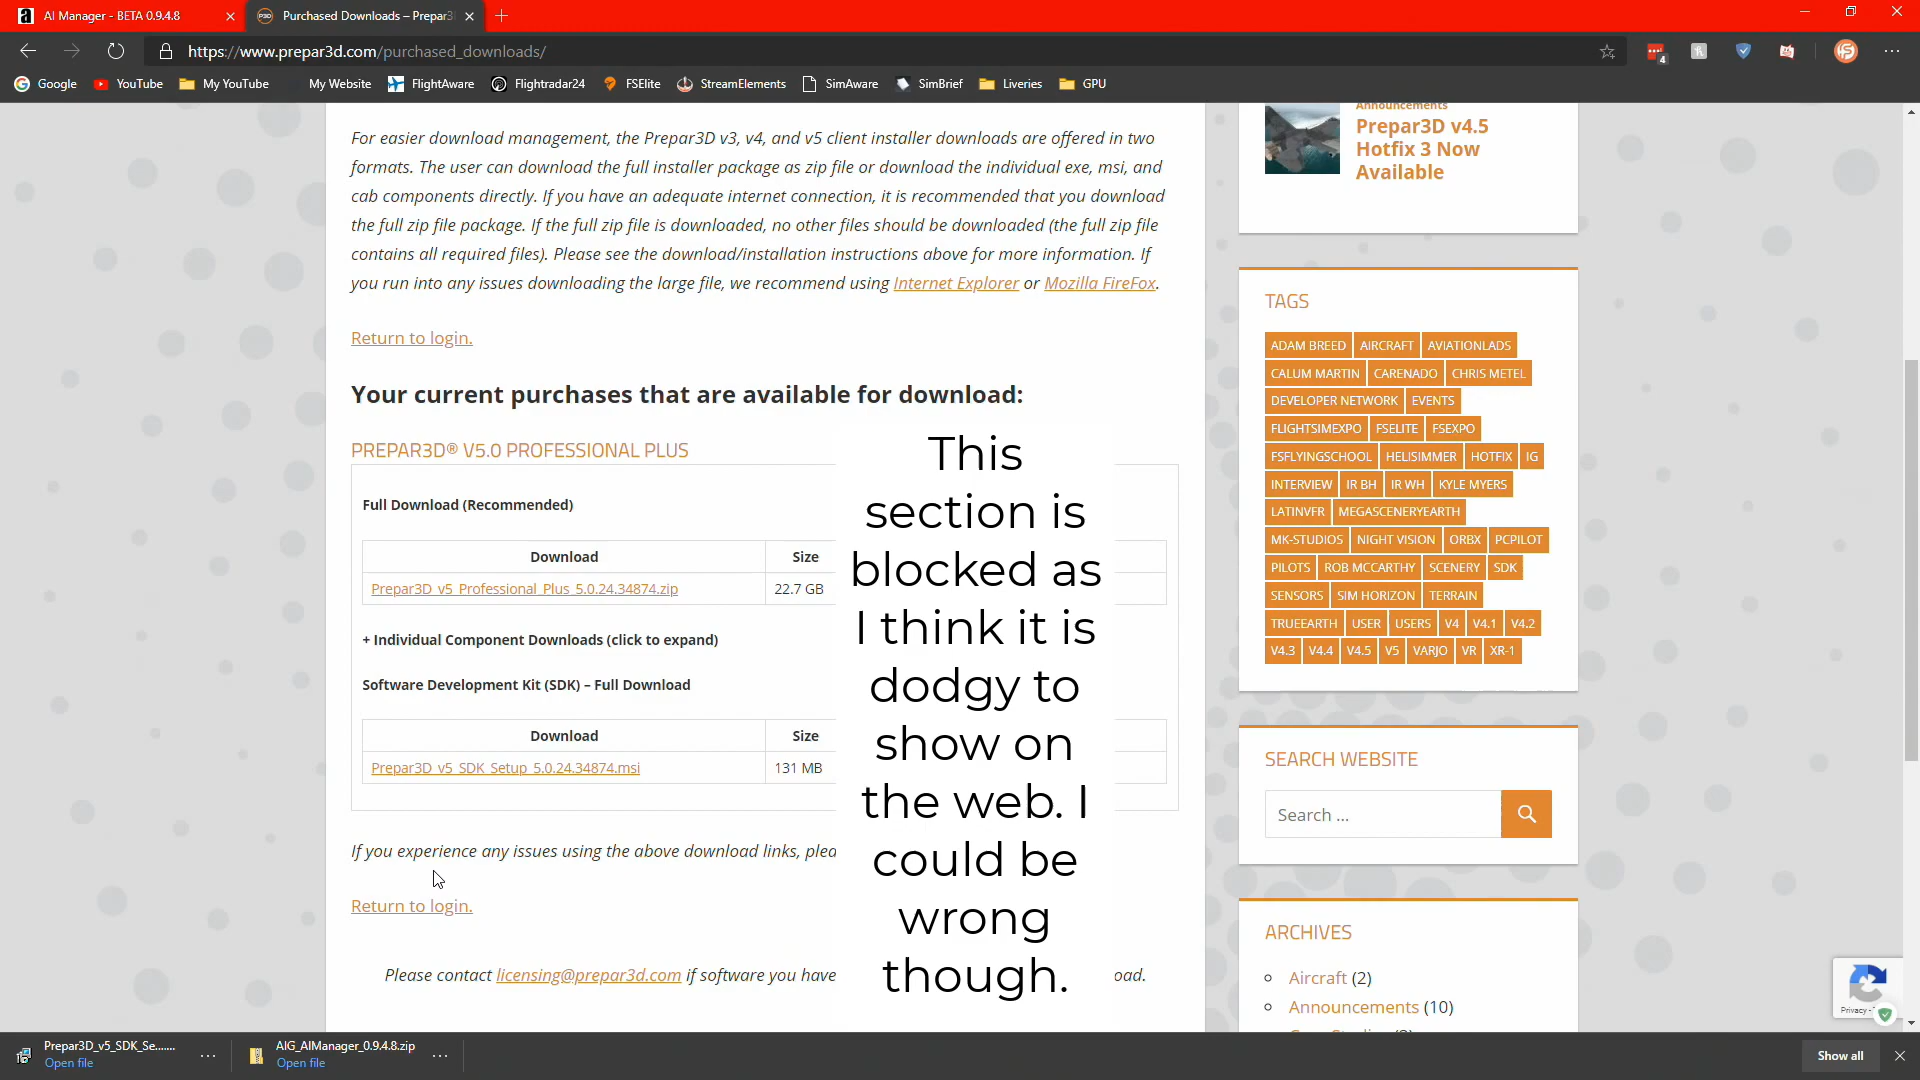 AI Manager - BETA 0.9.4.8
Purchased Downloads – Prepar3
https://www.prepar3d.com/purchased_downloads/
4
Google
YouTube
My YouTube
My Website
FlightAware
Flightradar24
FSElite
StreamElements
SimAware
SimBrief
Liveries
GPU
For easier download management, the Prepar3D v3, v4, and v5 client installer downloads are offered in two
formats. The user can download the full installer package as zip file or download the individual exe, msi, and
cab components directly. If you have an adequate internet connection, it is recommended that you download
the full zip file package. If the full zip file is downloaded, no other files should be downloaded (the full zip file
contains all required files). Please see the download/installation instructions above for more information. If
you run into any issues downloading the large file, we recommend using Internet Explorer or Mozilla FireFox.
Return to login.
Your current purchases that are available for download:
PREPAR3D® V5.0 PROFESSIONAL PLUS
Full Download (Recommended)
Download Size
Prepar3D_v5_Professional_Plus_5.0.24.34874.zip 22.7 GB
+ Individual Component Downloads (click to expand)
Software Development Kit (SDK) – Full Download
Download Size
Prepar3D_v5_SDK_Setup_5.0.24.34874.msi 131 MB
If you experience any issues using the above download links, plea
Return to login.
Please contact licensing@prepar3d.com if software you have
oad.
This
section is
blocked as
I think it is
dodgy to
show on
the web. I
could be
wrong
though.
Announcements
Prepar3D v4.5
Hotfix 3 Now
Available
TAGS
ADAM BREED AIRCRAFT AVIATIONLADS
CALUM MARTIN CARENADO CHRIS METEL
DEVELOPER NETWORK EVENTS
FLIGHTSIMEXPO FSELITE FSEXPO
FSFLYINGSCHOOL HELISIMMER HOTFIX IG
INTERVIEW IR BH IR WH KYLE MYERS
LATINVFR MEGASCENERYEARTH
MK-STUDIOS NIGHT VISION ORBX PCPILOT
PILOTS ROB MCCARTHY SCENERY SDK
SENSORS SIM HORIZON TERRAIN
TRUEEARTH USER USERS V4 V4.1 V4.2
V4.3 V4.4 V4.5 V5 VARJO VR XR-1
SEARCH WEBSITE
Search ...
ARCHIVES
Aircraft (2)
Announcements (10)
Privacy -
Prepar3D_v5_SDK_Se......
Open file
AIG_AIManager_0.9.4.8.zip
Open file
Show all